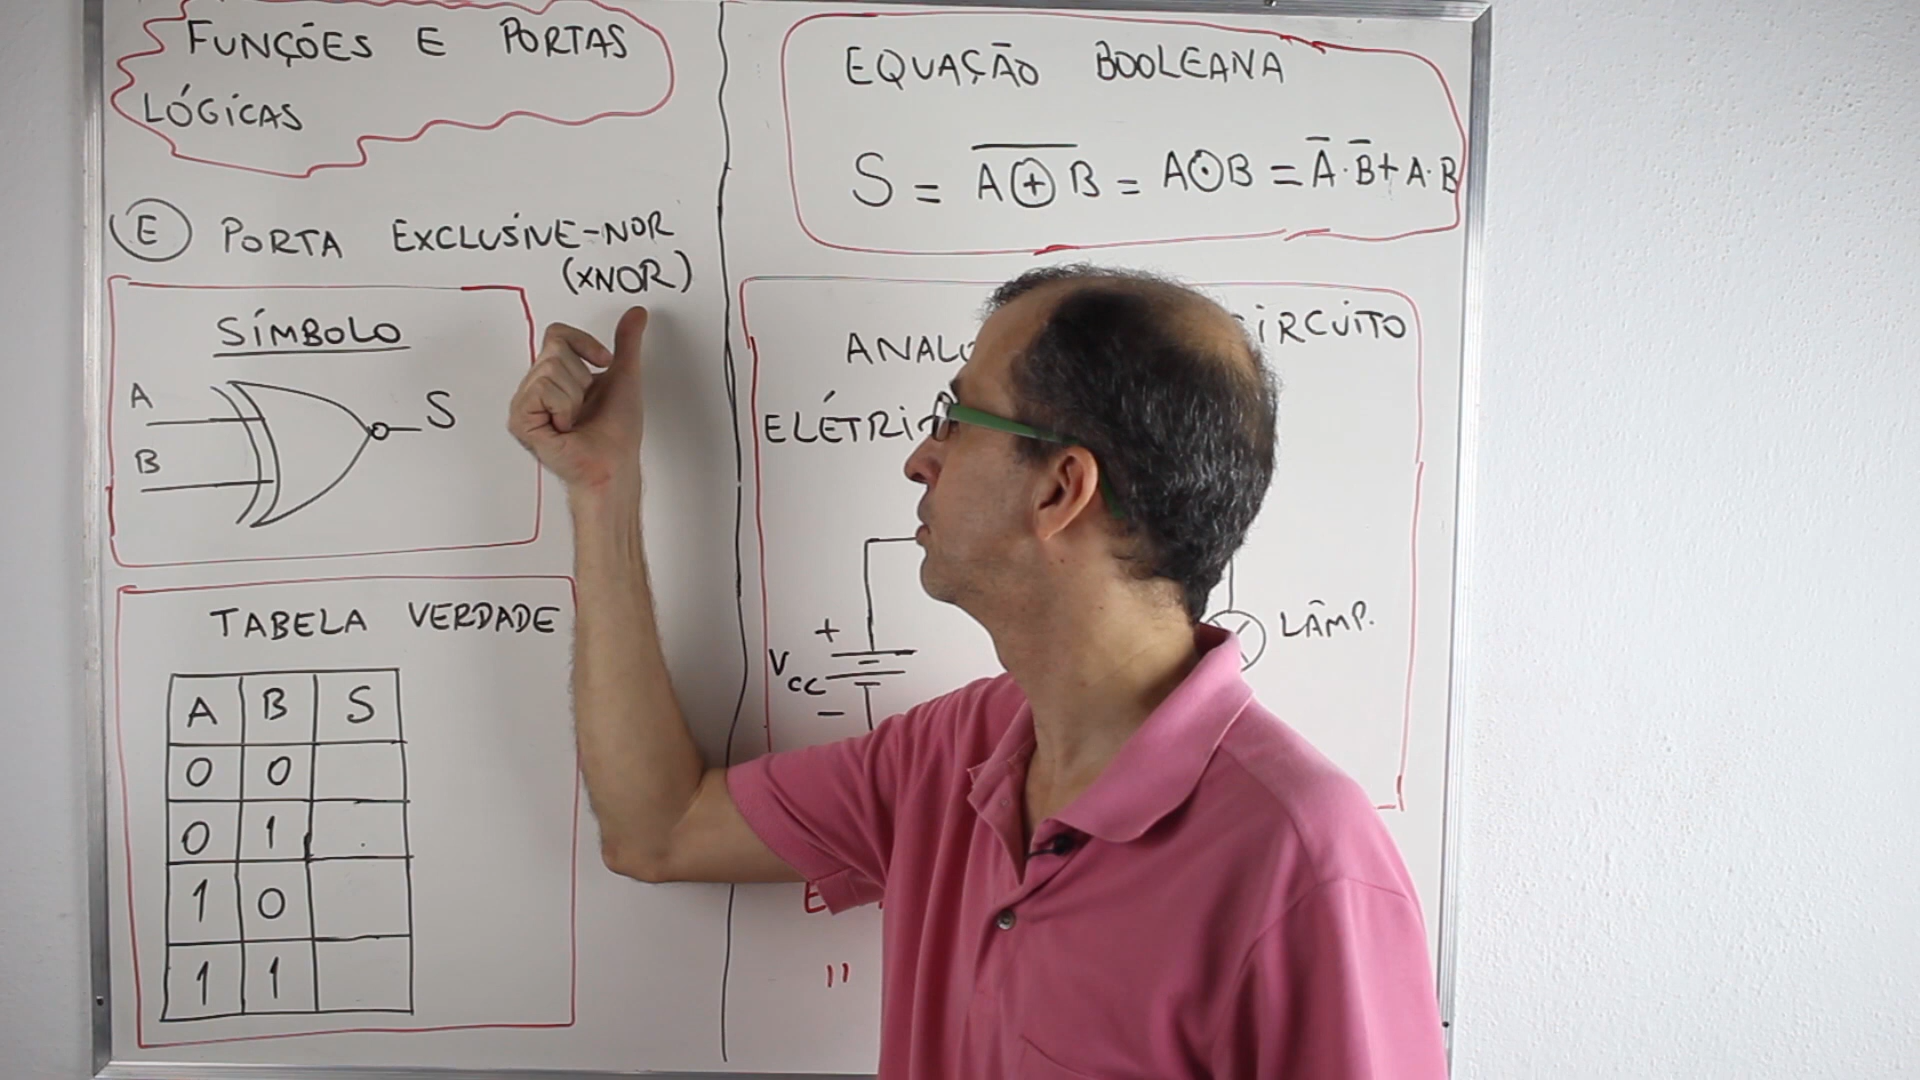 FUNÇÕES E PORTAS
LÓGICAS
E PORTA EXCLUSIVE-NOR
(XNOR)
SÍMBOLO
A
B
S
TABELA VERDADE
A B S
0 0
0 1
1 0
1 1
EQUAÇÃO BOOLEANA
S = \overline{A ⊕ B} = A⊙B = Ā·B̄ + A·B
CIRCUITO
+
Vcc
−
LÂMP.
"